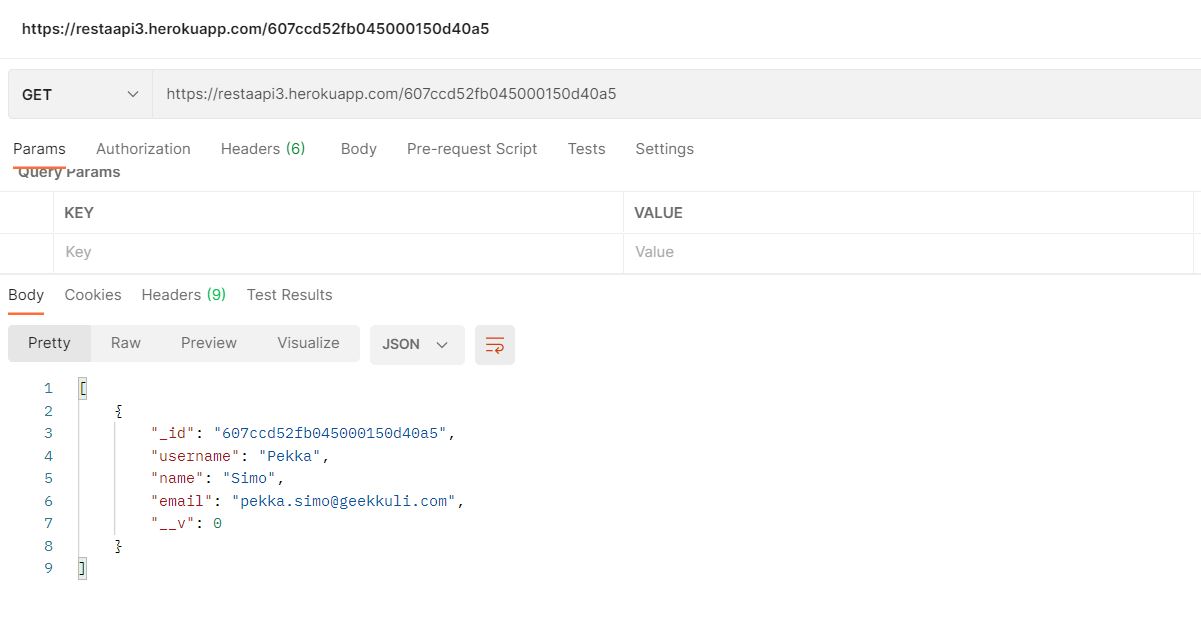 https://restaapi3.herokuapp.com/607ccd52fb045000150d40a5
GET https://restaapi3.herokuapp.com/607ccd52fb045000150d40a5
Params Authorization Headers (6) Body Pre-request Script Tests Settings
Query Params
KEY VALUE
Key Value
Body Cookies Headers (9) Test Results
Pretty Raw Preview Visualize JSON
1 [
2 {
3 "_id": "607ccd52fb045000150d40a5",
4 "username": "Pekka",
5 "name": "Simo",
6 "email": "pekka.simo@geekkuli.com",
7 "__v": 0
8 }
9 ]